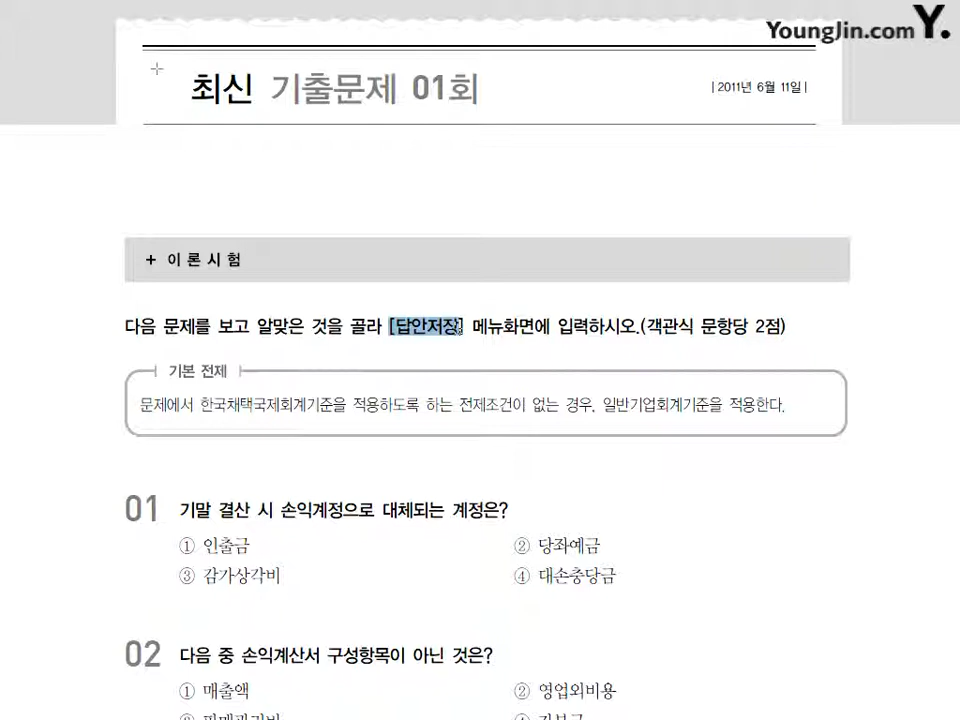 YoungJin.com Y.
최신 기출문제 01회
| 2011년 6월 11일 |
+ 이 론 시 험
다음 문제를 보고 알맞은 것을 골라 [답안저장] 메뉴화면에 입력하시오.(객관식 문항당 2점)
기본 전제
문제에서 한국채택국제회계기준을 적용하도록 하는 전제조건이 없는 경우, 일반기업회계기준을 적용한다.
01 기말 결산 시 손익계정으로 대체되는 계정은?
① 인출금 ② 당좌예금
③ 감가상각비 ④ 대손충당금
02 다음 중 손익계산서 구성항목이 아닌 것은?
① 매출액 ② 영업외비용